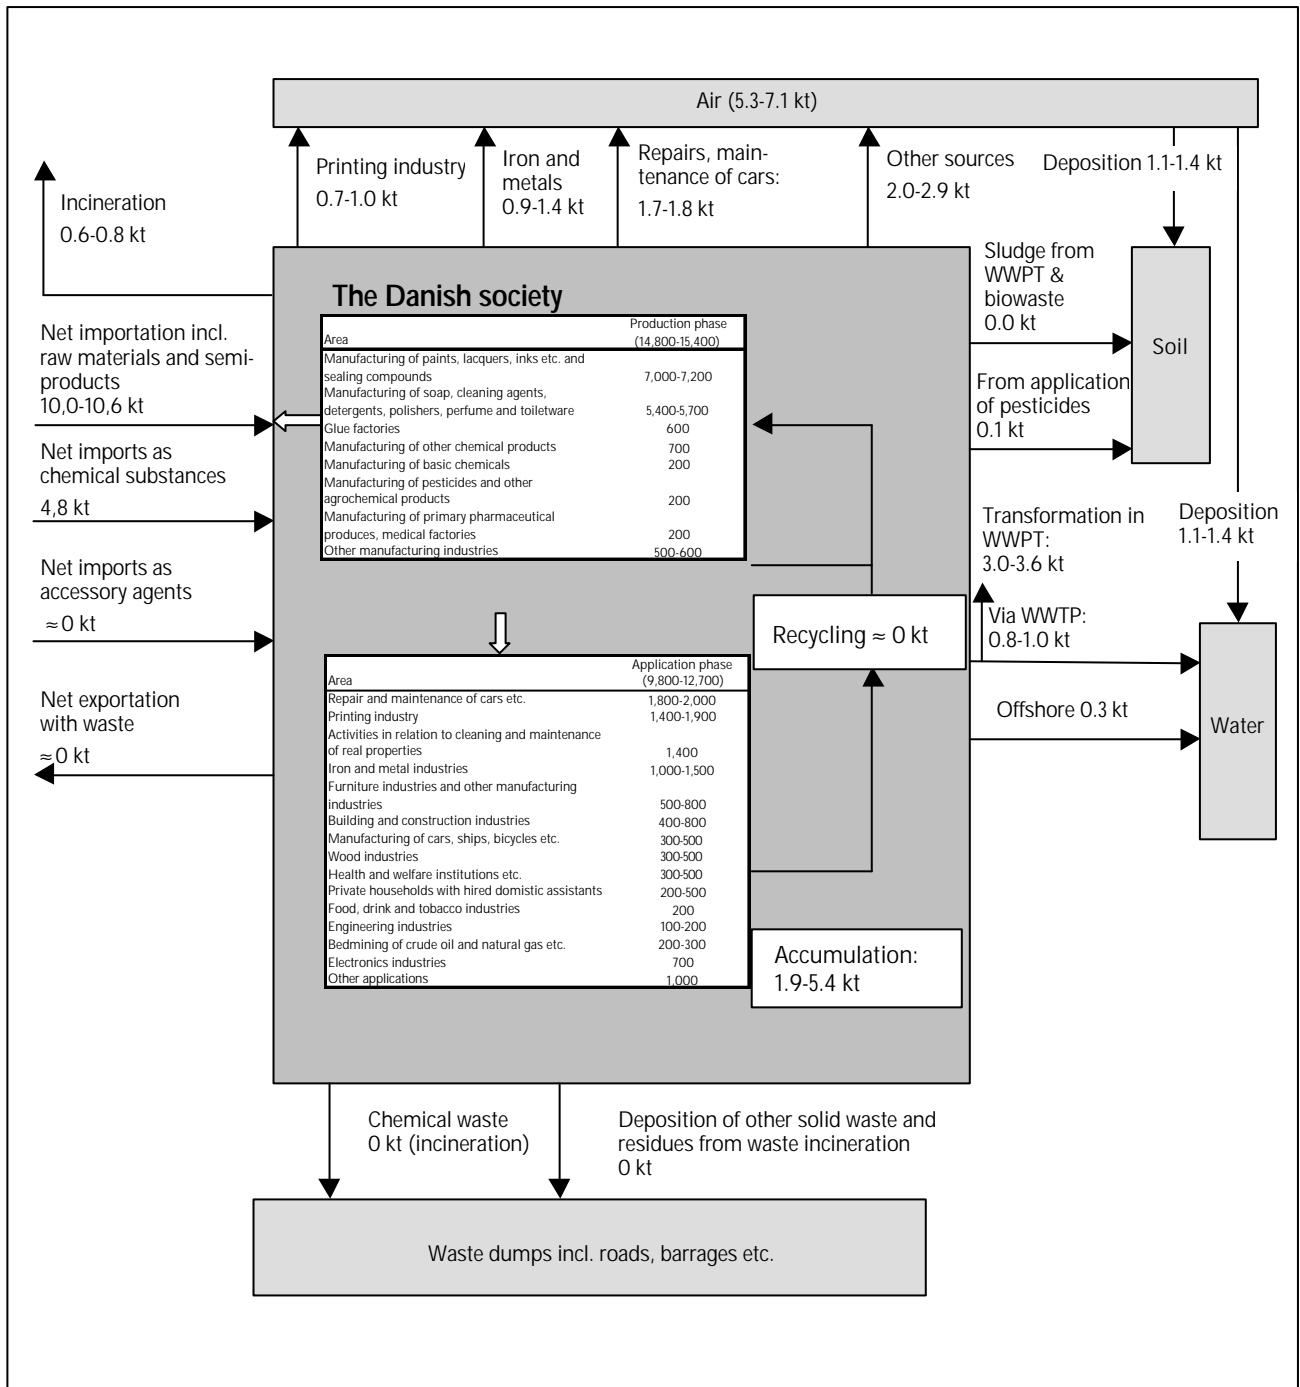 Air (5.3-7.1 kt)
Printing industry
0.7-1.0 kt
Iron and
metals
0.9-1.4 kt
Repairs, main-
tenance of cars:
1.7-1.8 kt
Other sources
2.0-2.9 kt
Deposition 1.1-1.4 kt
Incineration
0.6-0.8 kt
Net importation incl.
raw materials and semi-
products
10,0-10,6 kt
Net imports as
chemical substances
4,8 kt
Net imports as
accessory agents
≈0 kt
Net exportation
with waste
≈0 kt
The Danish society
Production phase
Area (14,800-15,400)
Manufacturing of paints, lacquers, inks etc. and
sealing compounds 7,000-7,200
Manufacturing of soap, cleaning agents,
detergents, polishers, perfume and toiletware 5,400-5,700
Glue factories 600
Manufacturing of other chemical products 700
Manufacturing of basic chemicals 200
Manufacturing of pesticides and other
agrochemical products 200
Manufacturing of primary pharmaceutical
produces, medical factories 200
Other manufacturing industries 500-600
Recycling ≈ 0 kt
Application phase
Area (9,800-12,700)
Repair and maintenance of cars etc. 1,800-2,000
Printing industry 1,400-1,900
Activities in relation to cleaning and maintenance
of real properties 1,400
Iron and metal industries 1,000-1,500
Furniture industries and other manufacturing
industries 500-800
Building and construction industries 400-800
Manufacturing of cars, ships, bicycles etc. 300-500
Wood industries 300-500
Health and welfare institutions etc. 300-500
Private households with hired domistic assistants 200-500
Food, drink and tobacco industries 200
Engineering industries 100-200
Bedmining of crude oil and natural gas etc. 200-300
Electronics industries 700
Other applications 1,000
Accumulation:
1.9-5.4 kt
Sludge from
WWPT &
biowaste
0.0 kt
From application
of pesticides
0.1 kt
Soil
Transformation in
WWPT:
3.0-3.6 kt
Via WWTP:
0.8-1.0 kt
Offshore 0.3 kt
Deposition
1.1-1.4 kt
Water
Chemical waste
0 kt (incineration)
Deposition of other solid waste and
residues from waste incineration
0 kt
Waste dumps incl. roads, barrages etc.